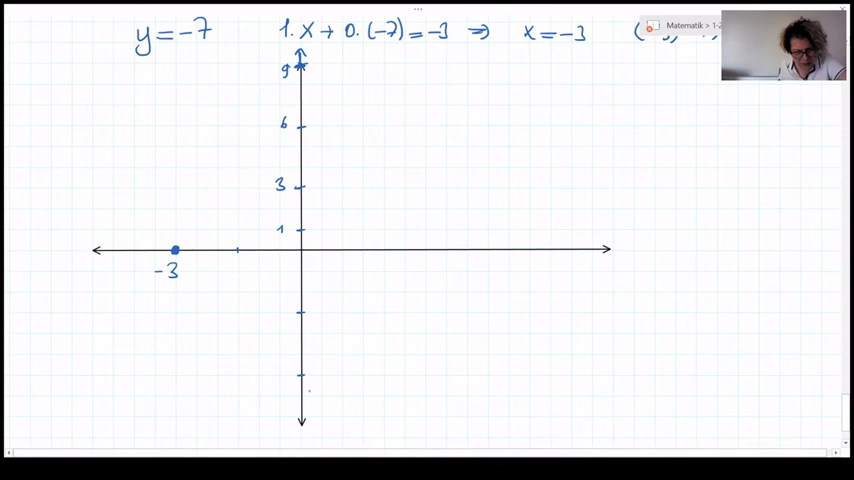 y = -7 1. x + 0. (-7) = -3 ⇒ x = -3
Matematik > 1-2
9
6
3
1
-3